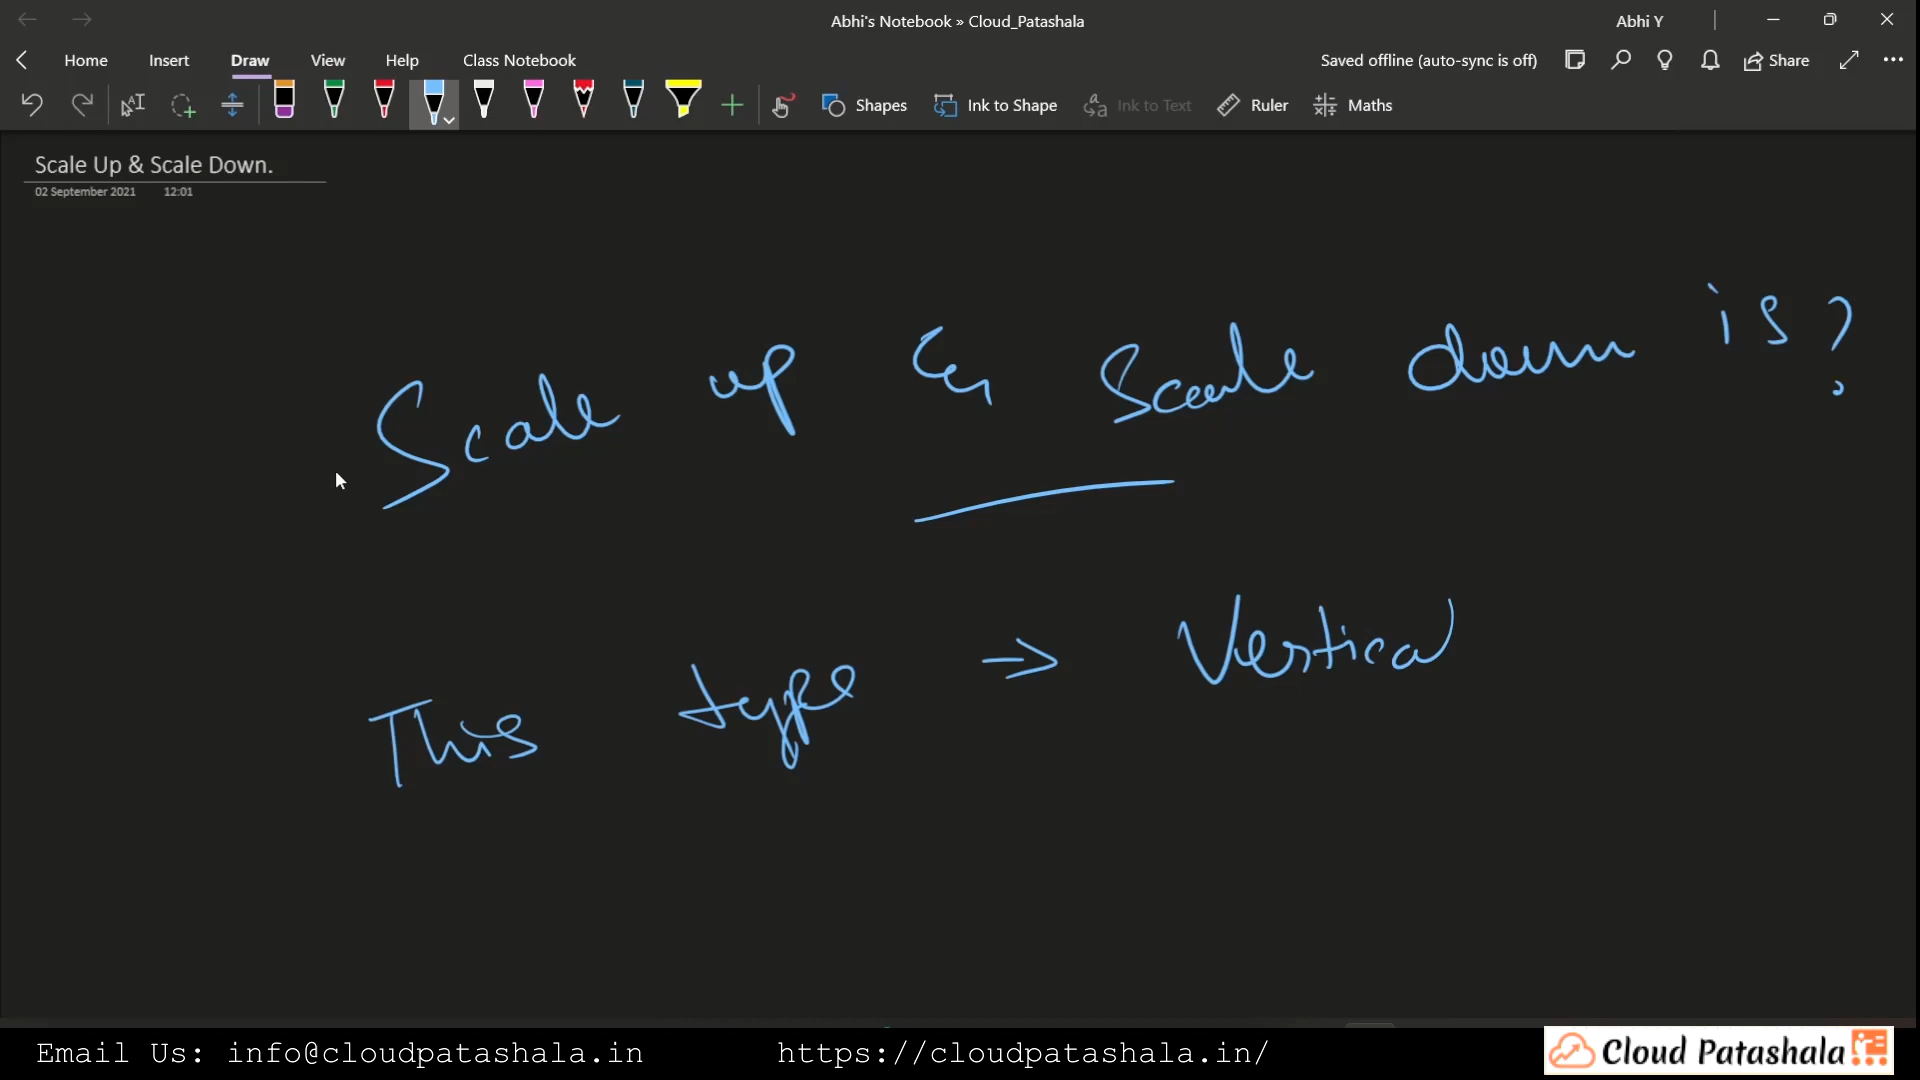 Abhi's Notebook » Cloud_Patashala
Abhi Y
Home Insert Draw View Help Class Notebook
Saved offline (auto-sync is off) Share
Shapes Ink to Shape Ink to Text Ruler Maths
Scale Up & Scale Down.
02 September 2021 12:01
Scale up & Scale down is?
This type → Vertical
Email Us: info@cloudpatashala.in https://cloudpatashala.in/
Cloud Patashala